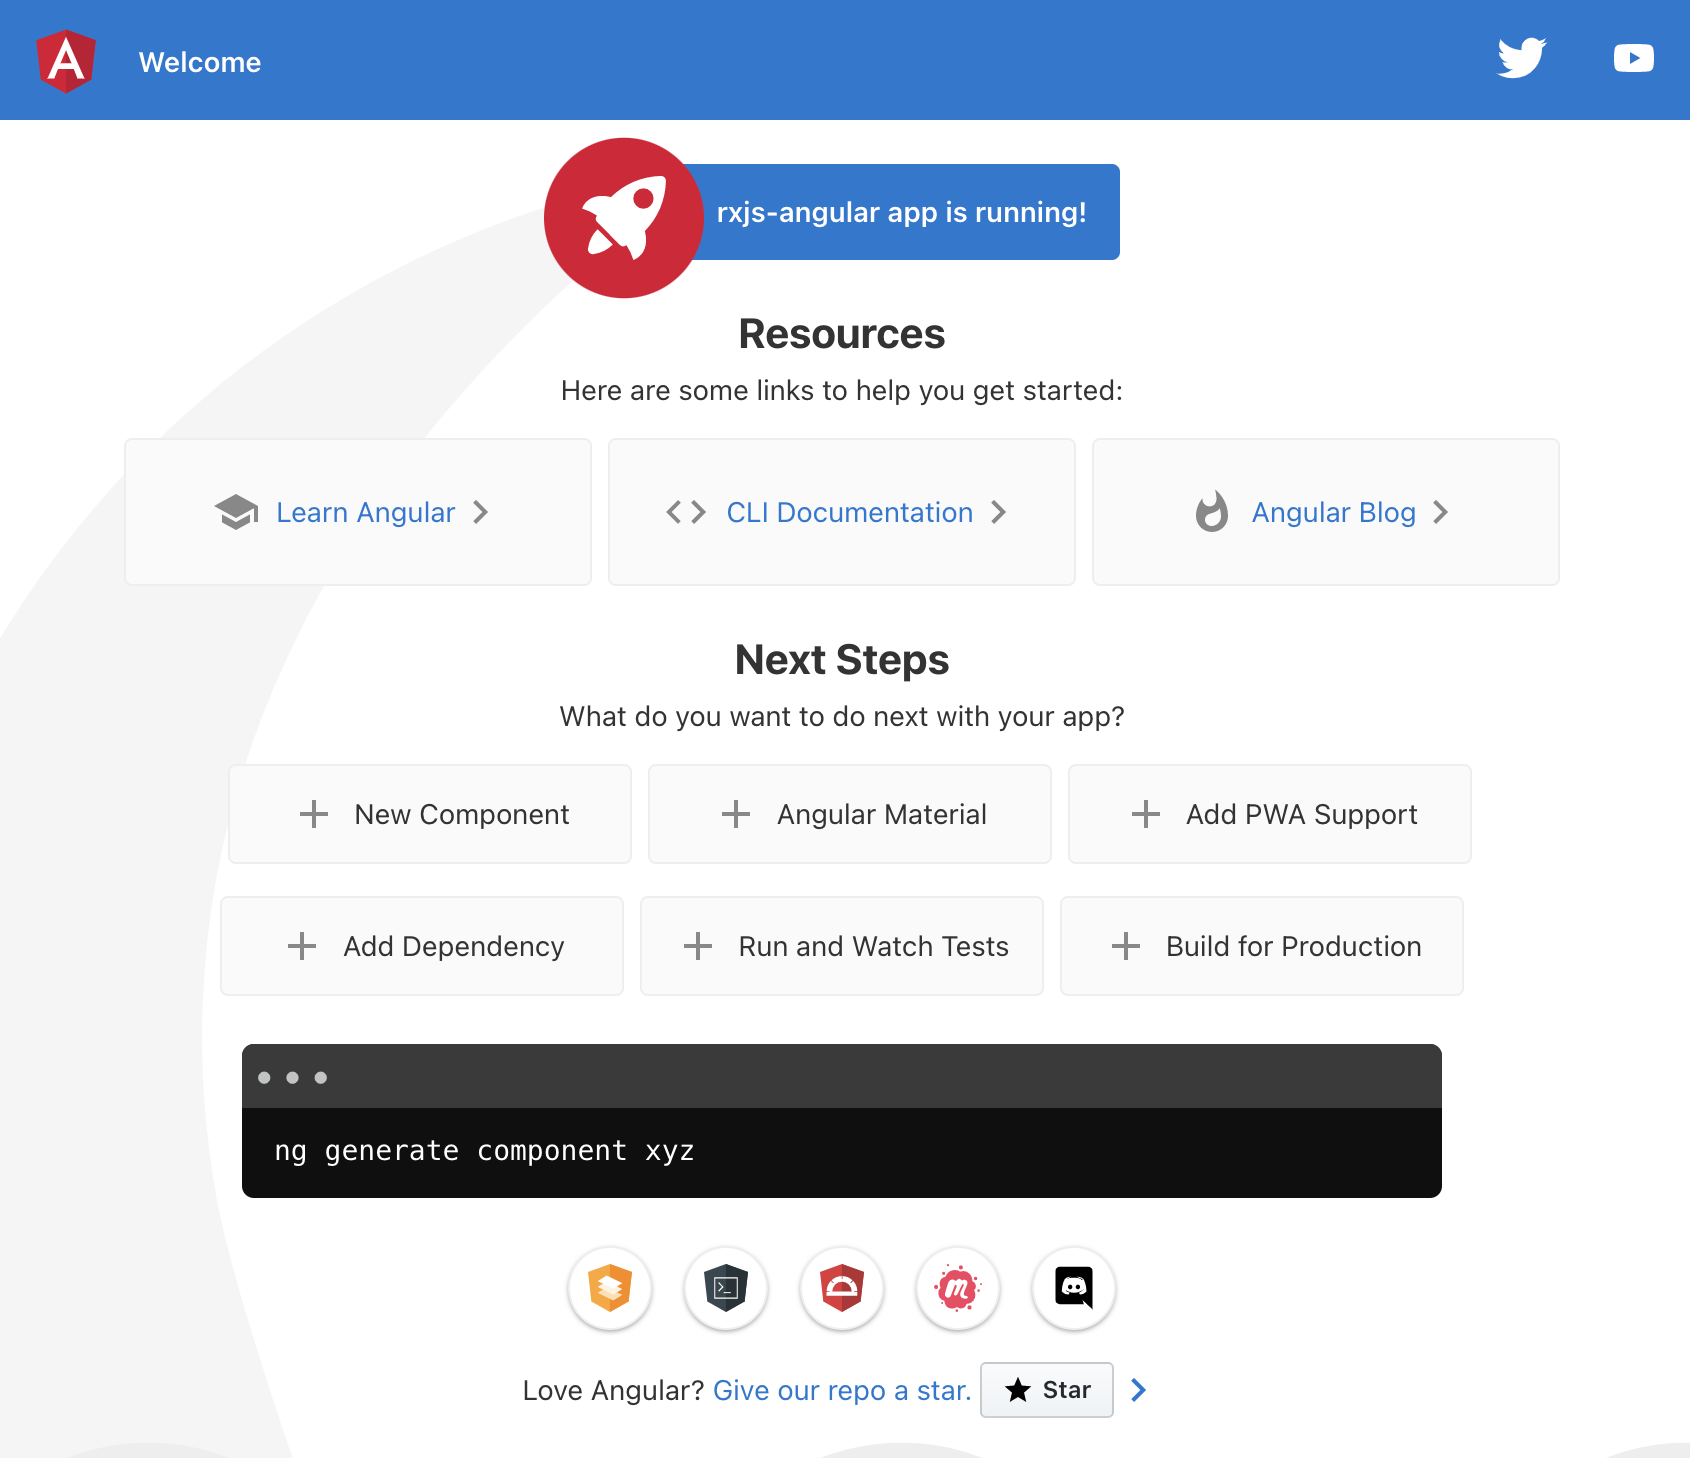 Welcome
rxjs-angular app is running!
Resources
Here are some links to help you get started:
Learn Angular
CLI Documentation
Angular Blog
Next Steps
What do you want to do next with your app?
New Component
Angular Material
Add PWA Support
Add Dependency
Run and Watch Tests
Build for Production
ng generate component xyz
Love Angular? Give our repo a star.
Star